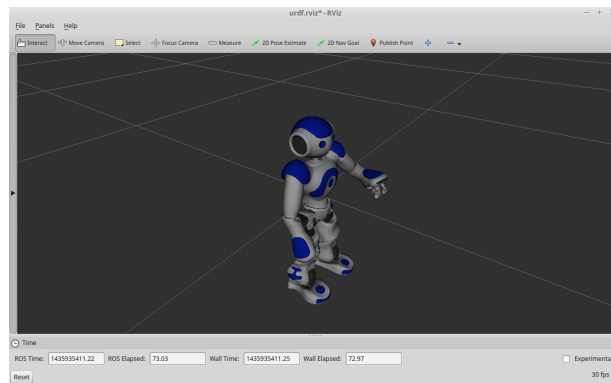 urdf.rviz* - RViz
File Panels Help
Interact Move Camera Select Focus Camera Measure 2D Pose Estimate 2D Nav Goal Publish Point
Time
ROS Time: 1435935411.22 ROS Elapsed: 73.03 Wall Time: 1435935411.25 Wall Elapsed: 72.97 Experimenta
Reset 30 fps